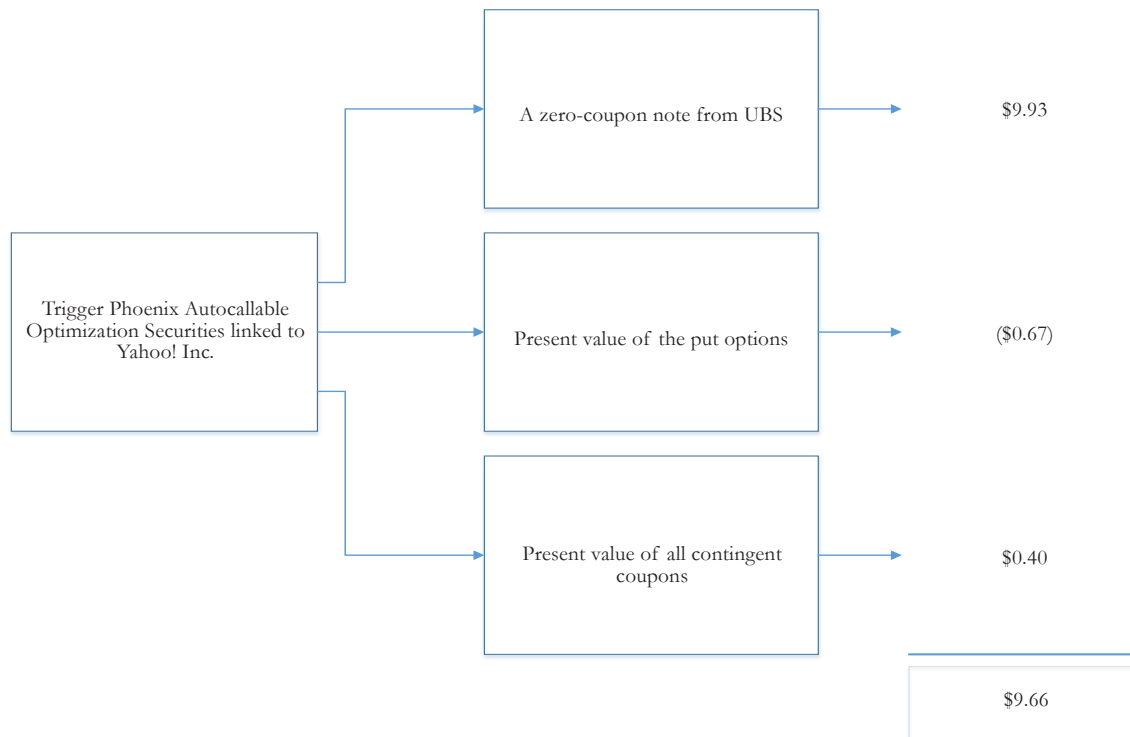 A zero-coupon note from UBS
$9.93
Trigger Phoenix Autocallable
Optimization Securities linked to
Yahoo! Inc.
Present value of the put options
($0.67)
Present value of all contingent
coupons
$0.40
$9.66